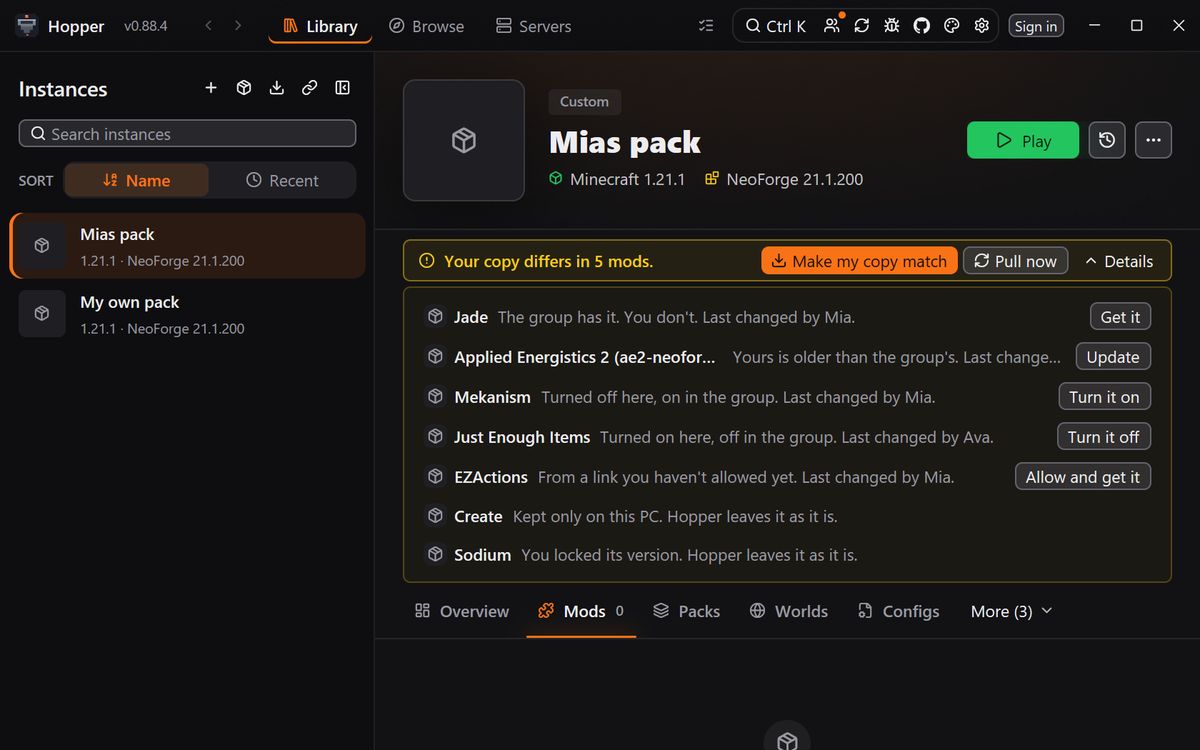 Hopper v0.88.4 Library Browse Servers Ctrl K Sign in
Instances
Search instances
SORT Name Recent
Mias pack
1.21.1 · NeoForge 21.1.200
My own pack
1.21.1 · NeoForge 21.1.200
Custom
Mias pack
Minecraft 1.21.1 NeoForge 21.1.200
Play
Your copy differs in 5 mods. Make my copy match Pull now Details
Jade The group has it. You don't. Last changed by Mia. Get it
Applied Energistics 2 (ae2-neofor... Yours is older than the group's. Last change... Update
Mekanism Turned off here, on in the group. Last changed by Mia. Turn it on
Just Enough Items Turned on here, off in the group. Last changed by Ava. Turn it off
EZActions From a link you haven't allowed yet. Last changed by Mia. Allow and get it
Create Kept only on this PC. Hopper leaves it as it is.
Sodium You locked its version. Hopper leaves it as it is.
Overview Mods 0 Packs Worlds Configs More (3)